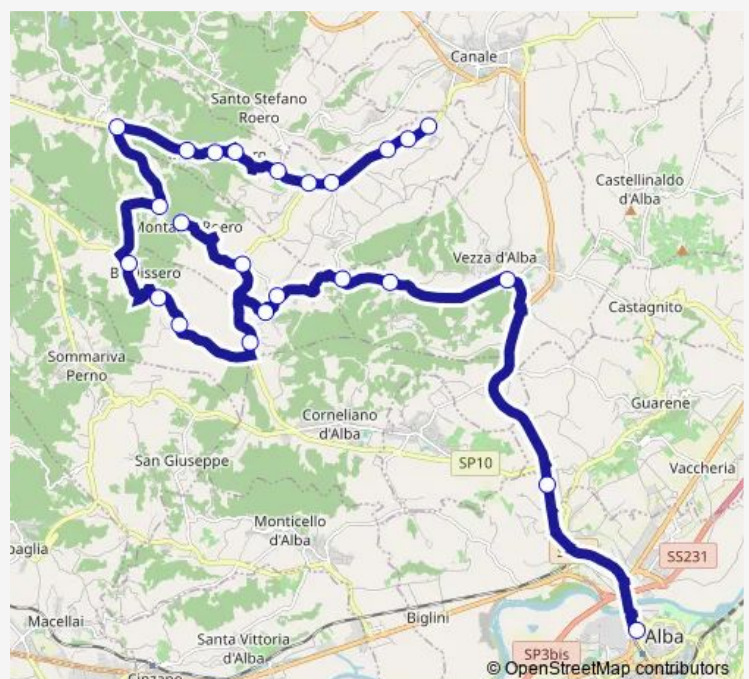 Canale
Santo Stefano
Roero
Castellinaldo
d'Alba
Vezza d'Alba
Castagnito
Sommariva
Perno
Corneliano
d'Alba
Guarene
San Giuseppe
SP10
Vaccheria
Monticello
d'Alba
SS231
Macellai
Biglini
Santa Vittoria
d'Alba
SP3bis
Alba
© OpenStreetMap contributors